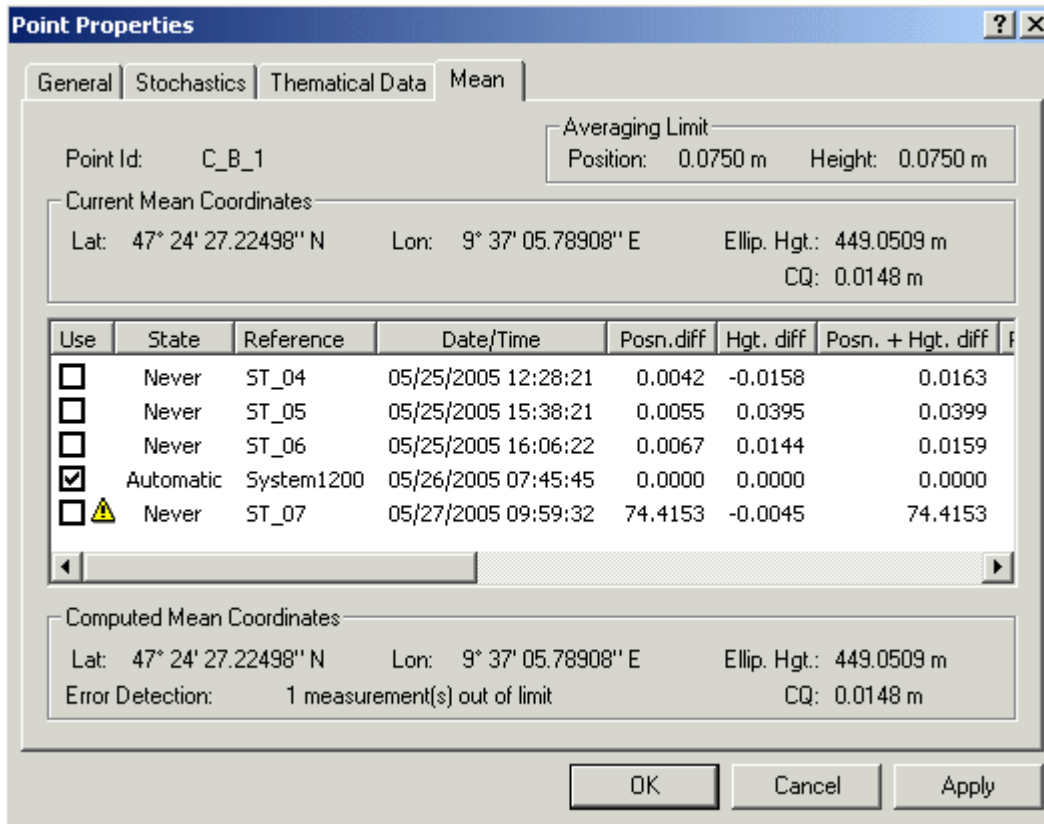 Point Properties
General Stochastics Thematical Data Mean
Averaging Limit
Point Id: C_B_1 Position: 0.0750 m Height: 0.0750 m
Current Mean Coordinates
Lat: 47° 24' 27.22498'' N Lon: 9° 37' 05.78908'' E Ellip. Hgt.: 449.0509 m
CQ: 0.0148 m
Use State Reference Date/Time Posn.diff Hgt. diff Posn. + Hgt. diff
Never ST_04 05/25/2005 12:28:21 0.0042 -0.0158 0.0163
Never ST_05 05/25/2005 15:38:21 0.0055 0.0395 0.0399
Never ST_06 05/25/2005 16:06:22 0.0067 0.0144 0.0159
Automatic System1200 05/26/2005 07:45:45 0.0000 0.0000 0.0000
Never ST_07 05/27/2005 09:59:32 74.4153 -0.0045 74.4153
Computed Mean Coordinates
Lat: 47° 24' 27.22498'' N Lon: 9° 37' 05.78908'' E Ellip. Hgt.: 449.0509 m
Error Detection: 1 measurement(s) out of limit CQ: 0.0148 m
OK Cancel Apply